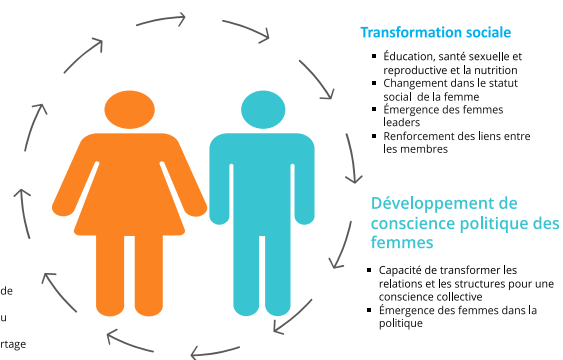 Transformation sociale
▪ Éducation, santé sexuelle et
reproductive et la nutrition
▪ Changement dans le statut
social de la femme
▪ Émergence des femmes
leaders
▪ Renforcement des liens entre
les membres
Développement de
conscience politique des
femmes
▪ Capacité de transformer les
relations et les structures pour une
conscience collective
▪ Émergence des femmes dans la
politique
de